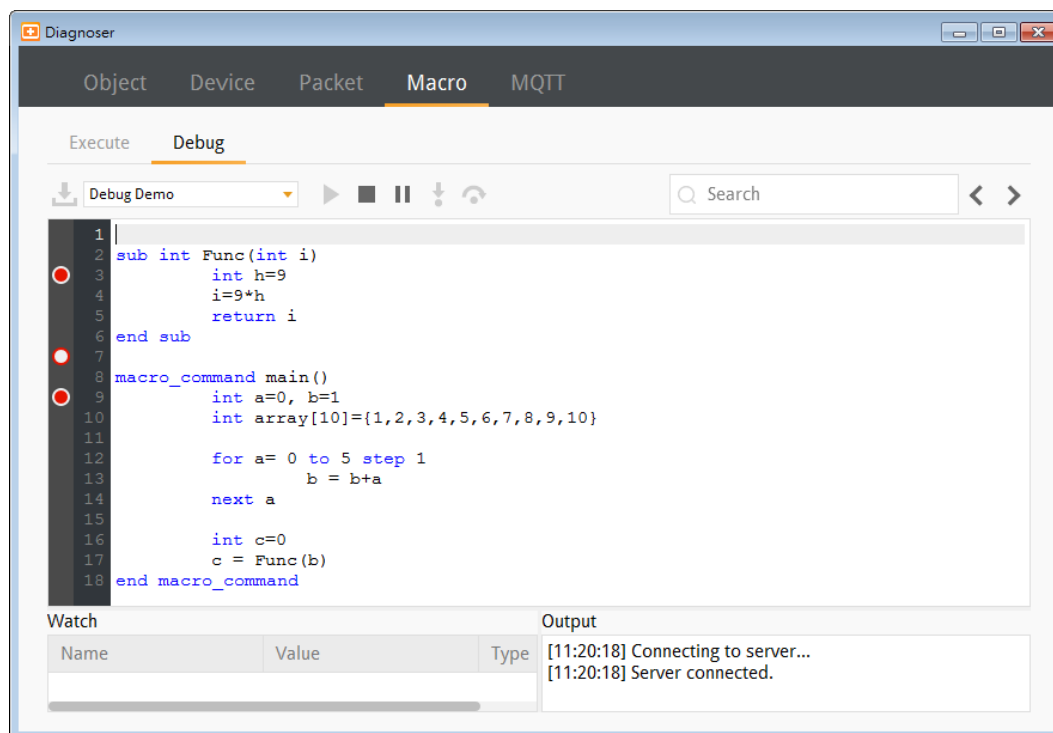 Diagnoser
Object Device Packet Macro MQTT
Execute Debug
Debug Demo Search
1
2 sub int Func(int i)
3 int h=9
4 i=9*h
5 return i
6 end sub
7
8 macro_command main()
9 int a=0, b=1
10 int array[10]={1,2,3,4,5,6,7,8,9,10}
11
12 for a= 0 to 5 step 1
13 b = b+a
14 next a
15
16 int c=0
17 c = Func(b)
18 end macro_command
Watch Output
Name Value Type
[11:20:18] Connecting to server...
[11:20:18] Server connected.